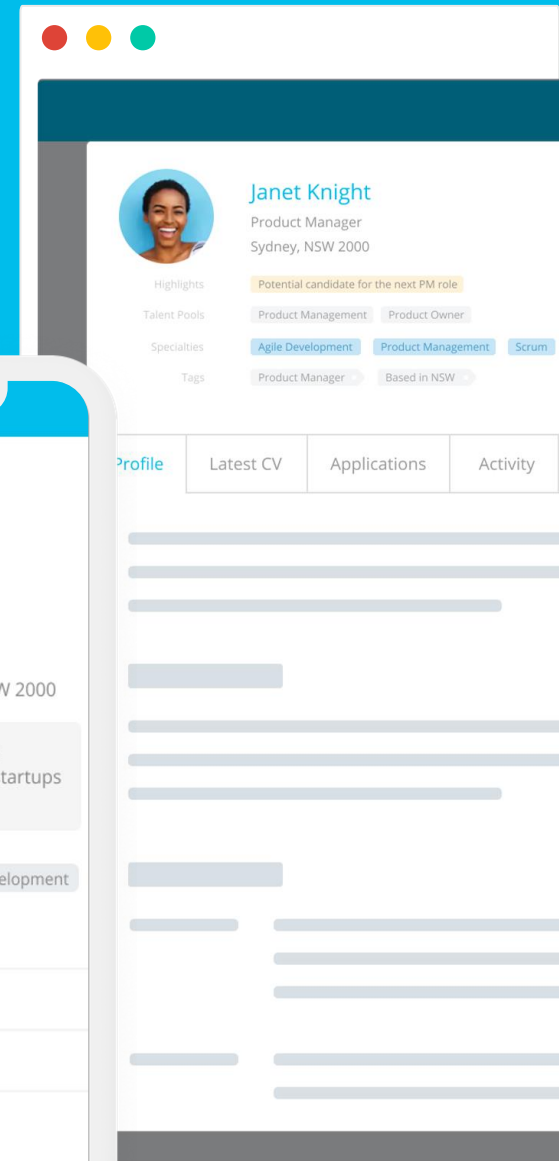 Janet Knight
Product Manager
Sydney, NSW 2000
Highlights Potential candidate for the next PM role
Talent Pools Product Management Product Owner
Specialties Agile Development Product Management Scrum
Tags Product Manager Based in NSW
Profile Latest CV Applications Activity
2000